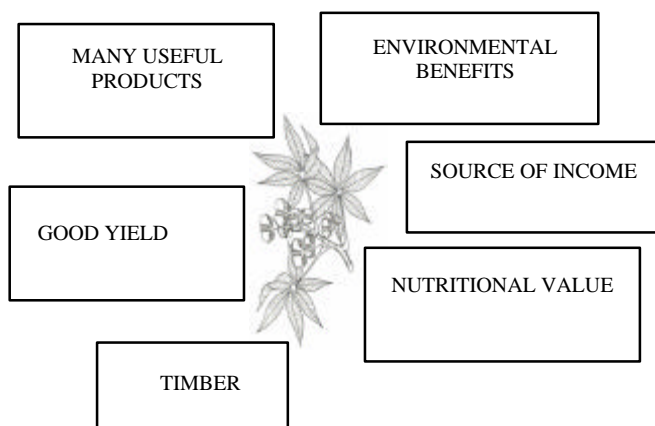 MANY USEFUL
PRODUCTS
ENVIRONMENTAL
BENEFITS
SOURCE OF INCOME
GOOD YIELD
NUTRITIONAL VALUE
TIMBER